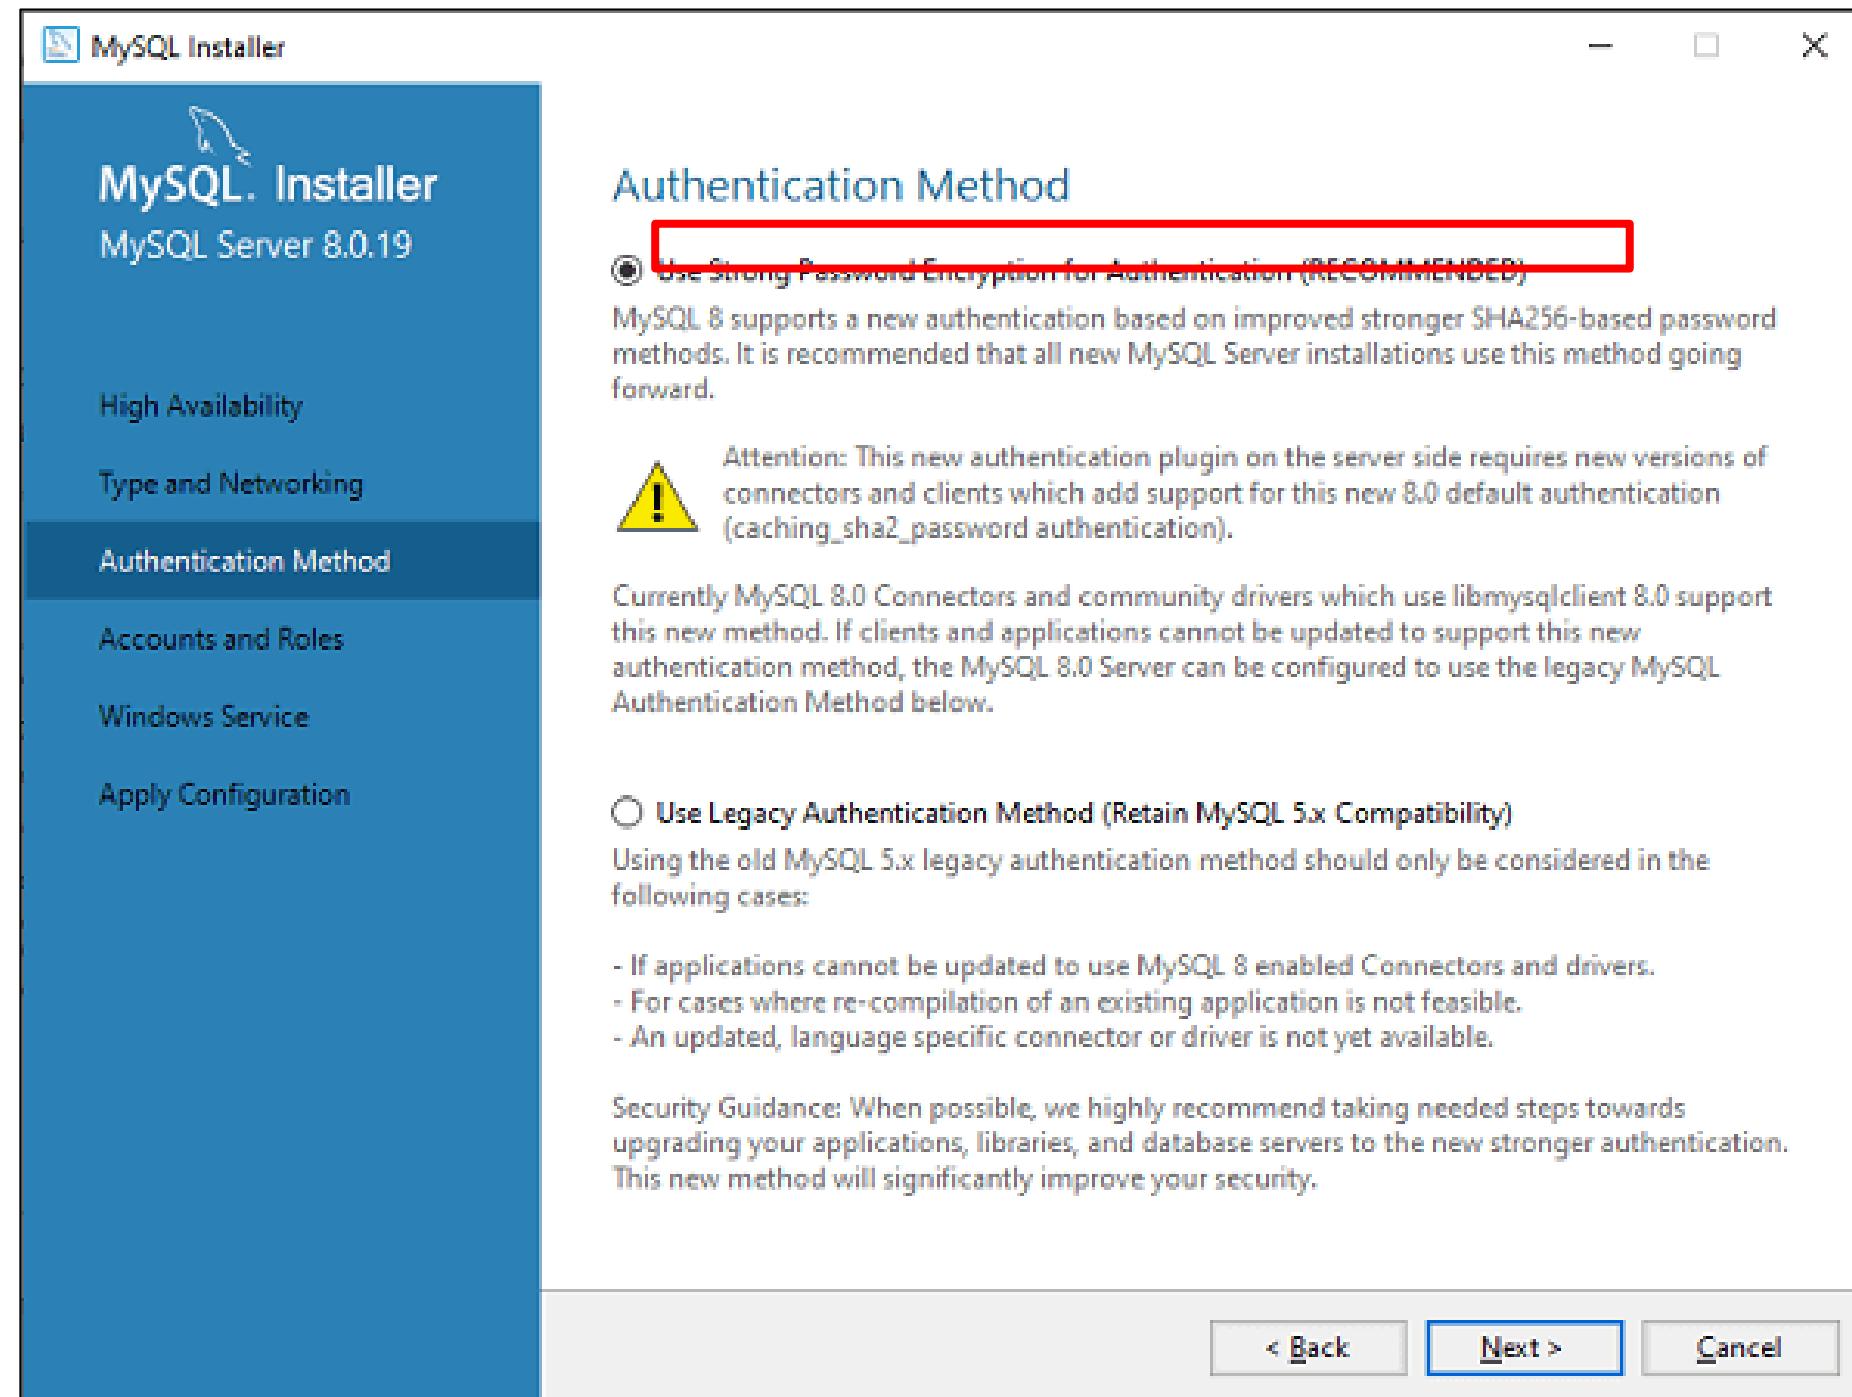 MySQL Installer
MySQL. Installer
MySQL Server 8.0.19
High Availability
Type and Networking
Authentication Method
Accounts and Roles
Windows Service
Apply Configuration
Authentication Method
Use Strong Password Encryption for Authentication (RECOMMENDED)
MySQL 8 supports a new authentication based on improved stronger SHA256-based password
methods. It is recommended that all new MySQL Server installations use this method going
forward.
Attention: This new authentication plugin on the server side requires new versions of
connectors and clients which add support for this new 8.0 default authentication
(caching_sha2_password authentication).
Currently MySQL 8.0 Connectors and community drivers which use libmysqlclient 8.0 support
this new method. If clients and applications cannot be updated to support this new
authentication method, the MySQL 8.0 Server can be configured to use the legacy MySQL
Authentication Method below.
Use Legacy Authentication Method (Retain MySQL 5.x Compatibility)
Using the old MySQL 5.x legacy authentication method should only be considered in the
following cases:
- If applications cannot be updated to use MySQL 8 enabled Connectors and drivers.
- For cases where re-compilation of an existing application is not feasible.
- An updated, language specific connector or driver is not yet available.
Security Guidance: When possible, we highly recommend taking needed steps towards
upgrading your applications, libraries, and database servers to the new stronger authentication.
This new method will significantly improve your security.
< Back
Next >
Cancel